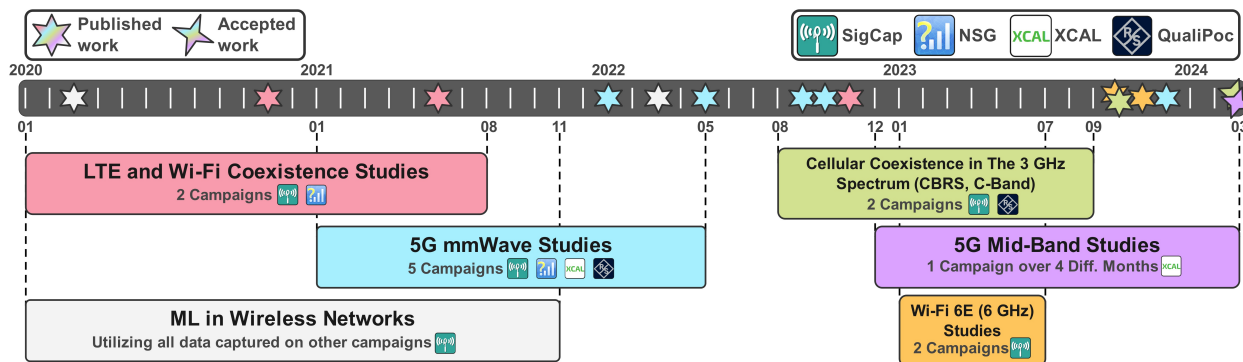 Published work
Accepted work
SigCap
NSG
XCAL
XCAL
QualiPoc
R&S
2020
2021
2022
2023
2024
01
01
08
11
05
08
12
01
07
09
03
LTE and Wi-Fi Coexistence Studies
2 Campaigns
Cellular Coexistence in The 3 GHz
Spectrum (CBRS, C-Band)
2 Campaigns
R&S
5G mmWave Studies
5 Campaigns
XCAL
R&S
5G Mid-Band Studies
1 Campaign over 4 Diff. Months
XCAL
ML in Wireless Networks
Utilizing all data captured on other campaigns
Wi-Fi 6E (6 GHz)
Studies
2 Campaigns